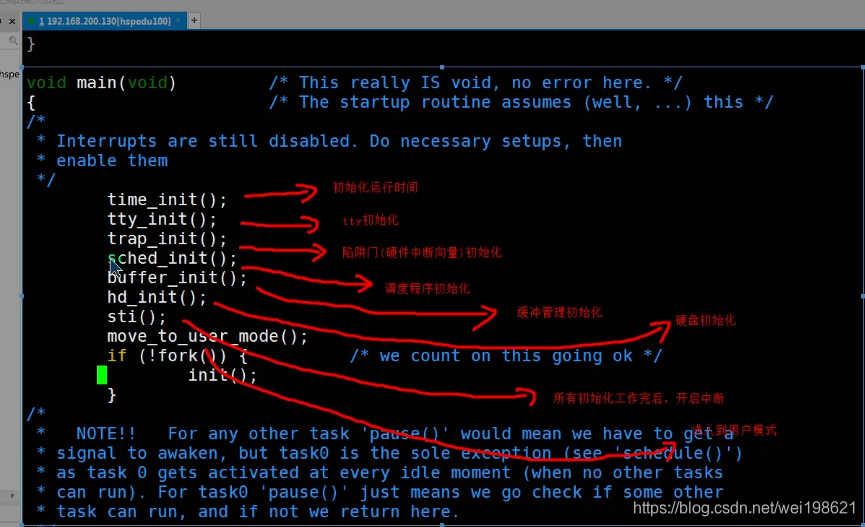 1 192.168.200.130[hspedu100] × +
hspe
}
void main(void) /* This really IS void, no error here. */
{ /* The startup routine assumes (well, ...) this */
/*
* Interrupts are still disabled. Do necessary setups, then
* enable them
*/
time_init(); 初始化运行时间
tty_init(); tty初始化
trap_init(); 陷阱门(硬件中断向量)初始化
sched_init(); 调度程序初始化
buffer_init(); 缓冲管理初始化
hd_init(); 硬盘初始化
sti(); 所有初始化工作完后，开启中断
move_to_user_mode(); 进入到用户模式
if (!fork()) { /* we count on this going ok */
init();
}
/*
* NOTE!! For any other task 'pause()' would mean we have to get a
* signal to awaken, but task0 is the sole exception (see 'schedule()')
* as task 0 gets activated at every idle moment (when no other tasks
* can run). For task0 'pause()' just means we go check if some other
* task can run, and if not we return here.
https://blog.csdn.net/wei198621